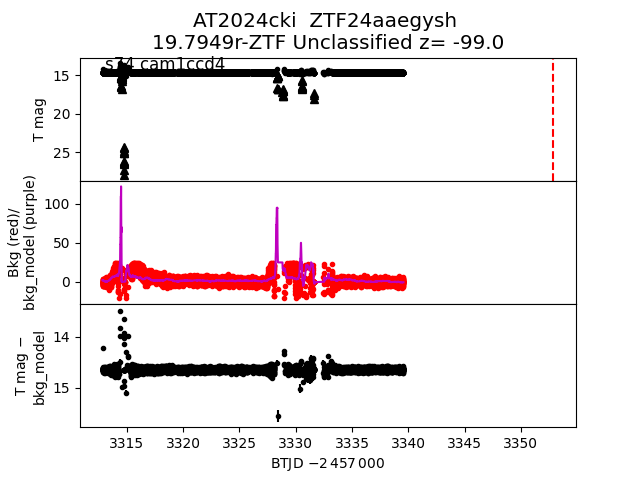 AT2024cki  ZTF24aaegysh
19.7949r-ZTF Unclassified z= -99.0
s74 cam1ccd4
T mag
15
20
25
Bkg (red)/
bkg_model (purple)
100
50
0
T mag −
bkg_model
14
15
3315 3320 3325 3330 3335 3340 3345 3350
BTJD −2 457 000